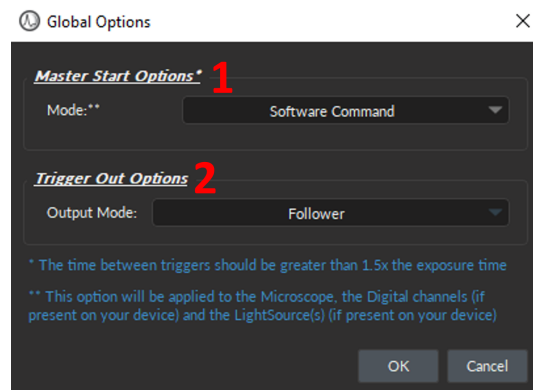 Global Options
Master Start Options* 1
Mode:** Software Command
Trigger Out Options 2
Output Mode: Follower
* The time between triggers should be greater than 1.5x the exposure time
** This option will be applied to the Microscope, the Digital channels (if
present on your device) and the LightSource(s) (if present on your device)
OK Cancel